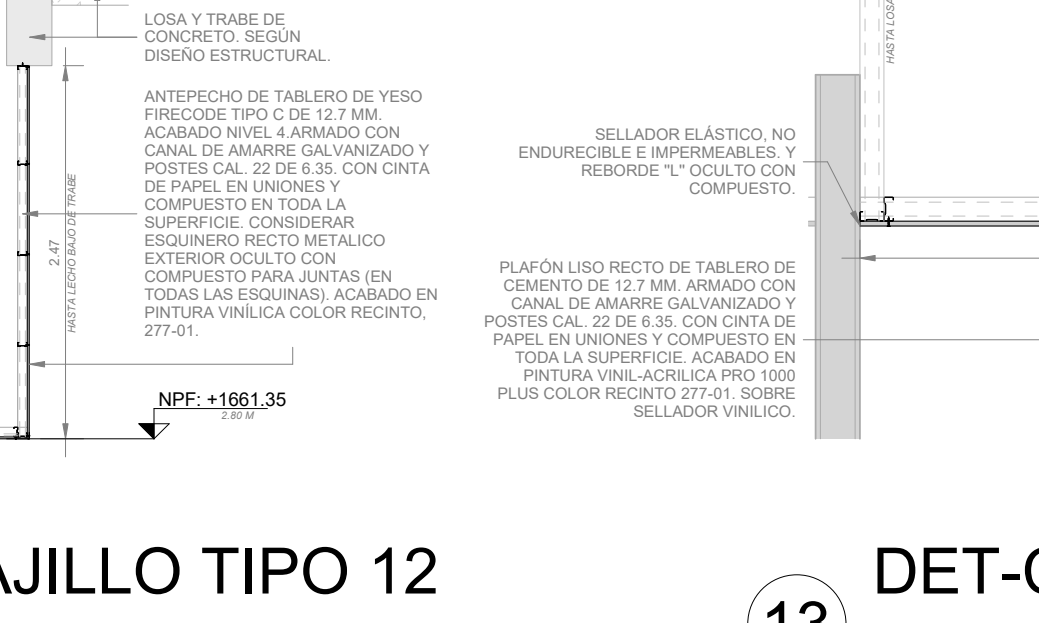 LOSA Y TRABE DE
CONCRETO. SEGÚN
DISEÑO ESTRUCTURAL.
ANTEPECHO DE TABLERO DE YESO
FIRECODE TIPO C DE 12.7 MM.
ACABADO NIVEL 4.ARMADO CON
CANAL DE AMARRE GALVANIZADO Y
POSTES CAL. 22 DE 6.35. CON CINTA
DE PAPEL EN UNIONES Y
COMPUESTO EN TODA LA
SUPERFICIE. CONSIDERAR
ESQUINERO RECTO METALICO
EXTERIOR OCULTO CON
COMPUESTO PARA JUNTAS (EN
TODAS LAS ESQUINAS). ACABADO EN
PINTURA VINÍLICA COLOR RECINTO,
277-01.
2.47
HASTA LECHO BAJO DE TRABE
NPF: +1661.35
2.80 M
AJILLO TIPO 12
HASTA LOSA
SELLADOR ELÁSTICO, NO
ENDURECIBLE E IMPERMEABLES. Y
REBORDE "L" OCULTO CON
COMPUESTO.
PLAFÓN LISO RECTO DE TABLERO DE
CEMENTO DE 12.7 MM. ARMADO CON
CANAL DE AMARRE GALVANIZADO Y
POSTES CAL. 22 DE 6.35. CON CINTA DE
PAPEL EN UNIONES Y COMPUESTO EN
TODA LA SUPERFICIE. ACABADO EN
PINTURA VINIL-ACRILICA PRO 1000
PLUS COLOR RECINTO 277-01. SOBRE
SELLADOR VINILICO.
13
DET-C